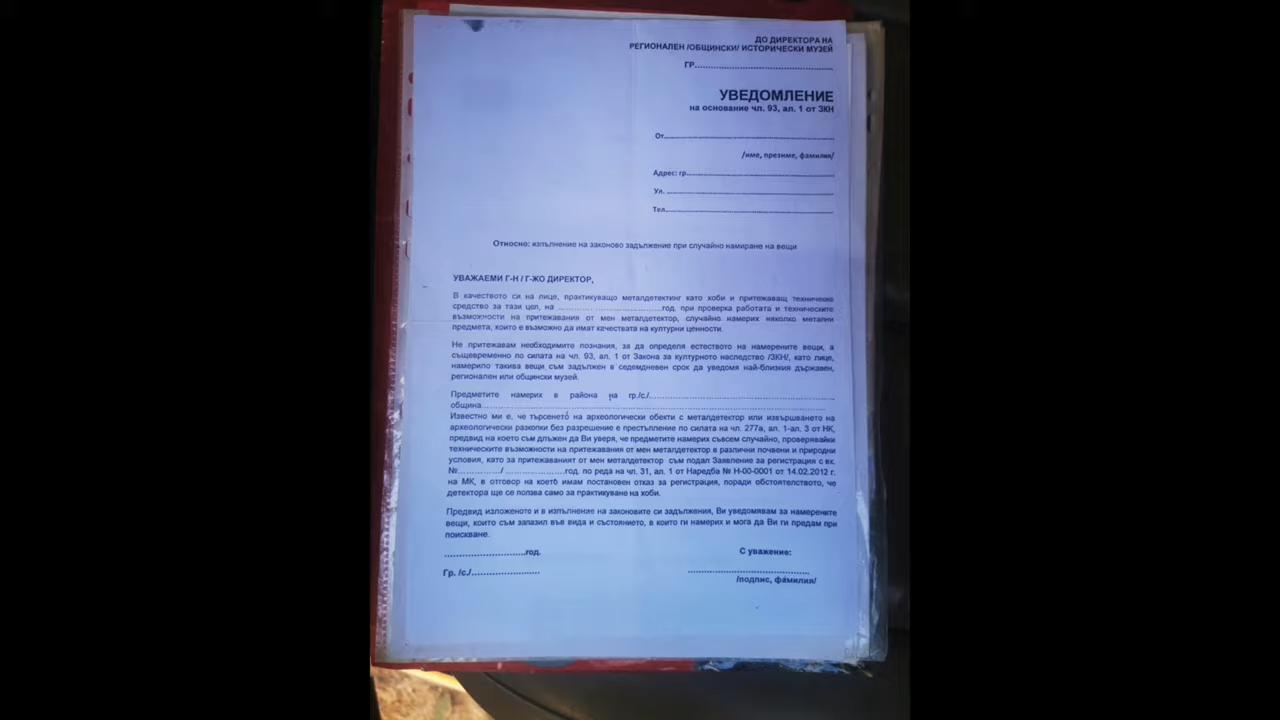 ДО ДИРЕКТОРА НА
РЕГИОНАЛЕН /ОБЩИНСКИ/ ИСТОРИЧЕСКИ МУЗЕЙ
ГР..............................................
УВЕДОМЛЕНИЕ
на основание чл. 93, ал. 1 от ЗКН
От..............................................
/име, презиме, фамилия/
Адрес: гр..............................................
Ул. ..............................................
Тел..............................................
Относно: изпълнение на законово задължение при случайно намиране на вещи
УВАЖАЕМИ Г-Н / Г-ЖО ДИРЕКТОР,
В качеството си на лице, практикуващо металдетектинг като хоби и притежаващ техническо
средство за тази цел, на ........... .....................год. при проверка работата и техническите
възможности на притежавания от мен металдетектор, случайно намерих няколко метални
предмета, които е възможно да имат качествата на културни ценности.
Не притежавам необходимите познания, за да определя естеството на намерените вещи, а
същевременно по силата на чл. 93, ал. 1 от Закона за културното наследство /ЗКН/, като лице,
намерило такива вещи съм задължен в седемдневен срок да уведомя най-близкия държавен,
регионален или общински музей.
Предметите намерих в района на гр./с./..............................................
община..............................................
Известно ми е, че търсенето на археологически обекти с металдетектор или извършването на
археологически разкопки без разрешение е престъпление по силата на чл. 277а, ал. 1-ал. 3 от НК,
предвид на което съм длъжен да Ви уверя, че предметите намерих съвсем случайно, проверявайки
техническите възможности на притежавания от мен металдетектор в различни почвени и природни
условия, като за притежаваният от мен металдетектор съм подал Заявление за регистрация с вх.
№............../ ...................год. по реда на чл. 31, ал. 1 от Наредба № Н-00-0001 от 14.02.2012 г.
на МК, в отговор на което имам постановен отказ за регистрация, поради обстоятелството, че
детектора ще се ползва само за практикуване на хоби.
Предвид изложеното и в изпълнение на законовите си задължения, Ви уведомявам за намерените
вещи, които съм запазил във вида и състоянието, в които ги намерих и мога да Ви ги предам при
поискване.
..........................год.
С уважение:
Гр. /с./......................
..............................................
/подпис, фамилия/